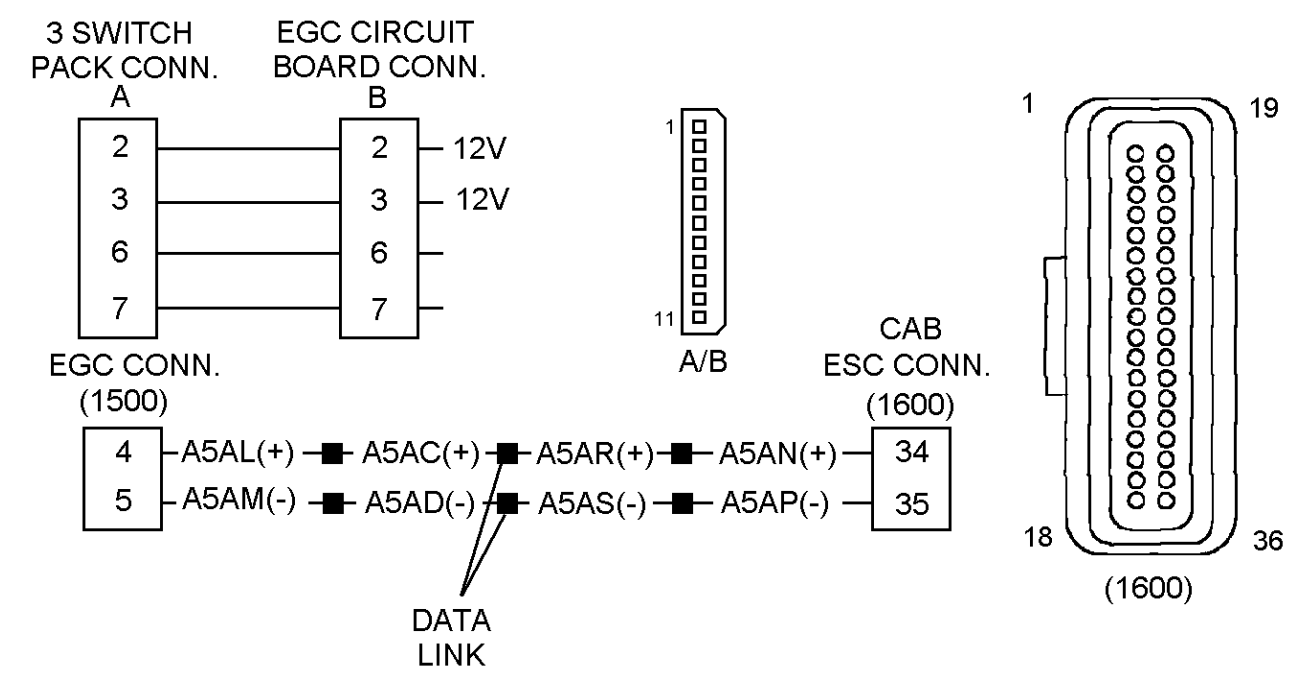 3 SWITCH
PACK CONN.
A
EGC CIRCUIT
BOARD CONN.
B
2
2
12V
3
3
12V
6
6
7
7
EGC CONN.
(1500)
4
A5AL(+)
A5AC(+)
A5AR(+)
A5AN(+)
34
5
A5AM(-)
A5AD(-)
A5AS(-)
A5AP(-)
35
DATA
LINK
1
11
A/B
CAB
ESC CONN.
(1600)
1
19
18
36
(1600)